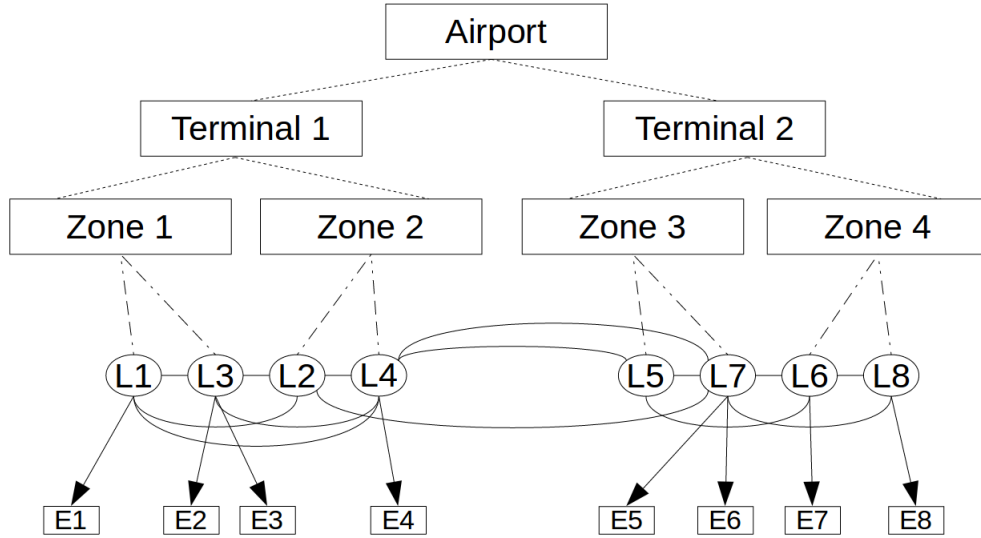 Airport
Terminal 1
Terminal 2
Zone 1
Zone 2
Zone 3
Zone 4
L1
L3
L2
L4
L5
L7
L6
L8
E1
E2
E3
E4
E5
E6
E7
E8